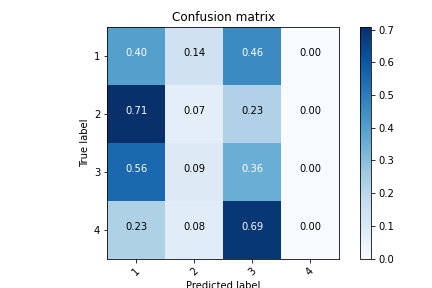 Confusion matrix
True label
1 0.40 0.14 0.46 0.00
2 0.71 0.07 0.23 0.00
3 0.56 0.09 0.36 0.00
4 0.23 0.08 0.69 0.00
1 2 3 4
Predicted label
0.7
0.6
0.5
0.4
0.3
0.2
0.1
0.0